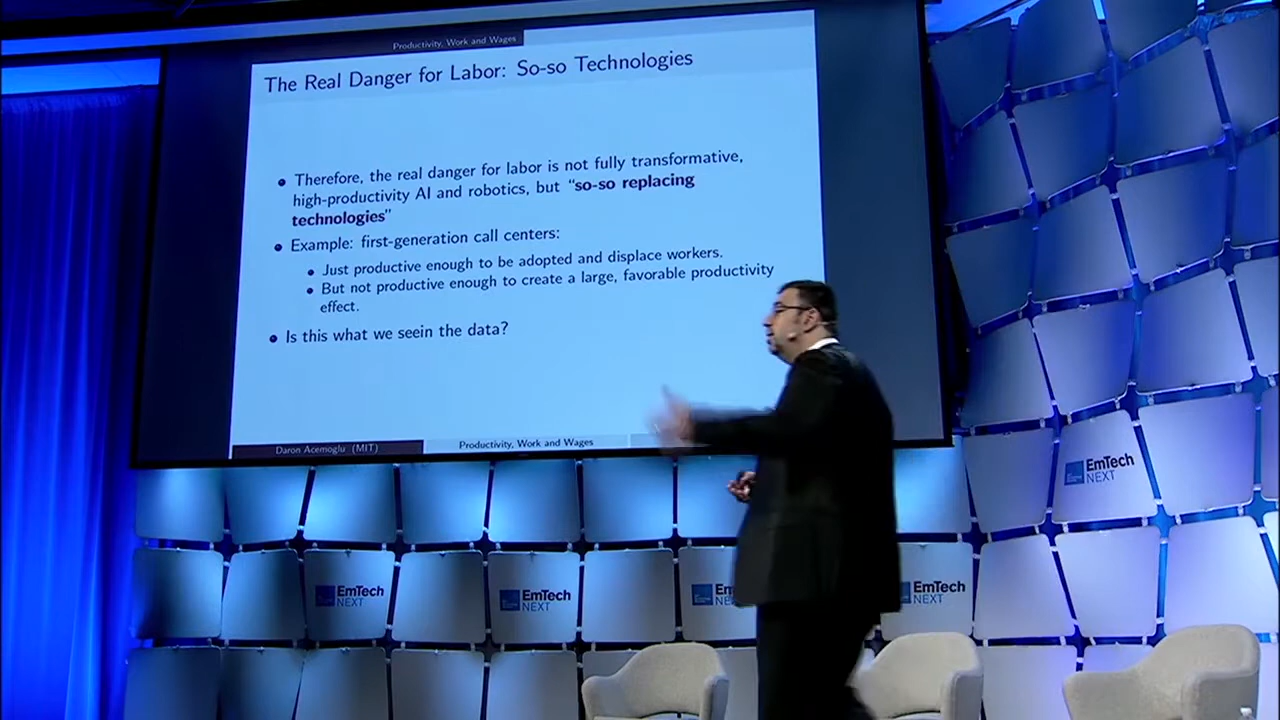 Productivity, Work and Wages
The Real Danger for Labor: So-so Technologies
Therefore, the real danger for labor is not fully transformative,
high-productivity AI and robotics, but “so-so replacing
technologies”
Example: first-generation call centers:
Just productive enough to be adopted and displace workers.
But not productive enough to create a large, favorable productivity
effect.
Is this what we seein the data?
Daron Acemoglu (MIT)
Productivity, Work and Wages
EmTech
NEXT
EmTech
NEXT
EmTech
NEXT
EmT
NEX
EmTech
NEXT